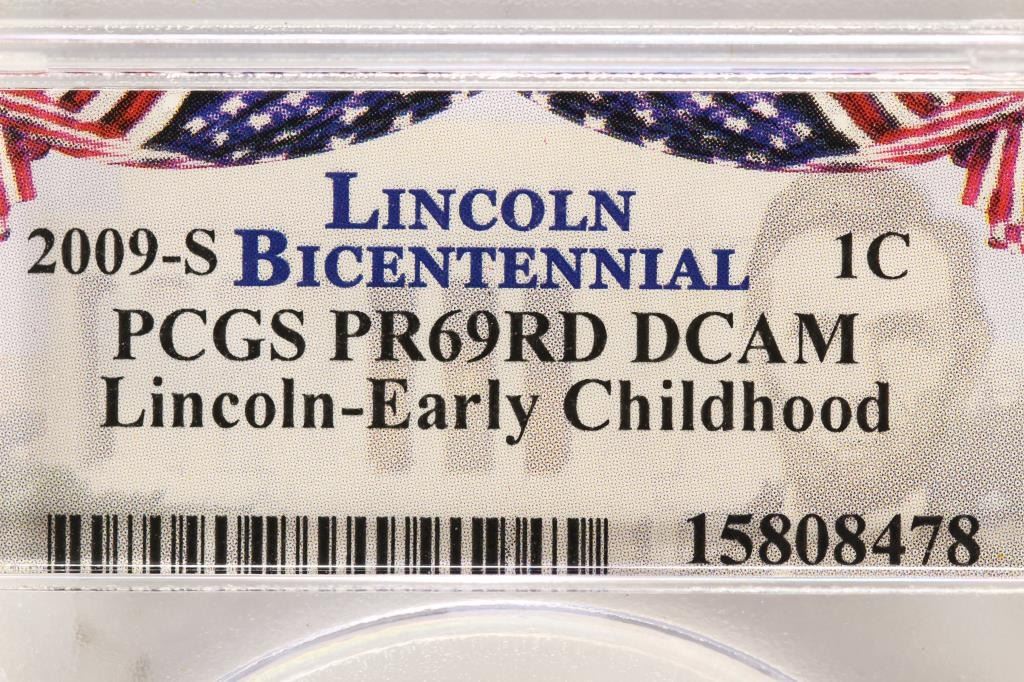 LINCOLN
2009-S BICENTENNIAL 1C
PCGS PR69RD DCAM
Lincoln-Early Childhood
15808478